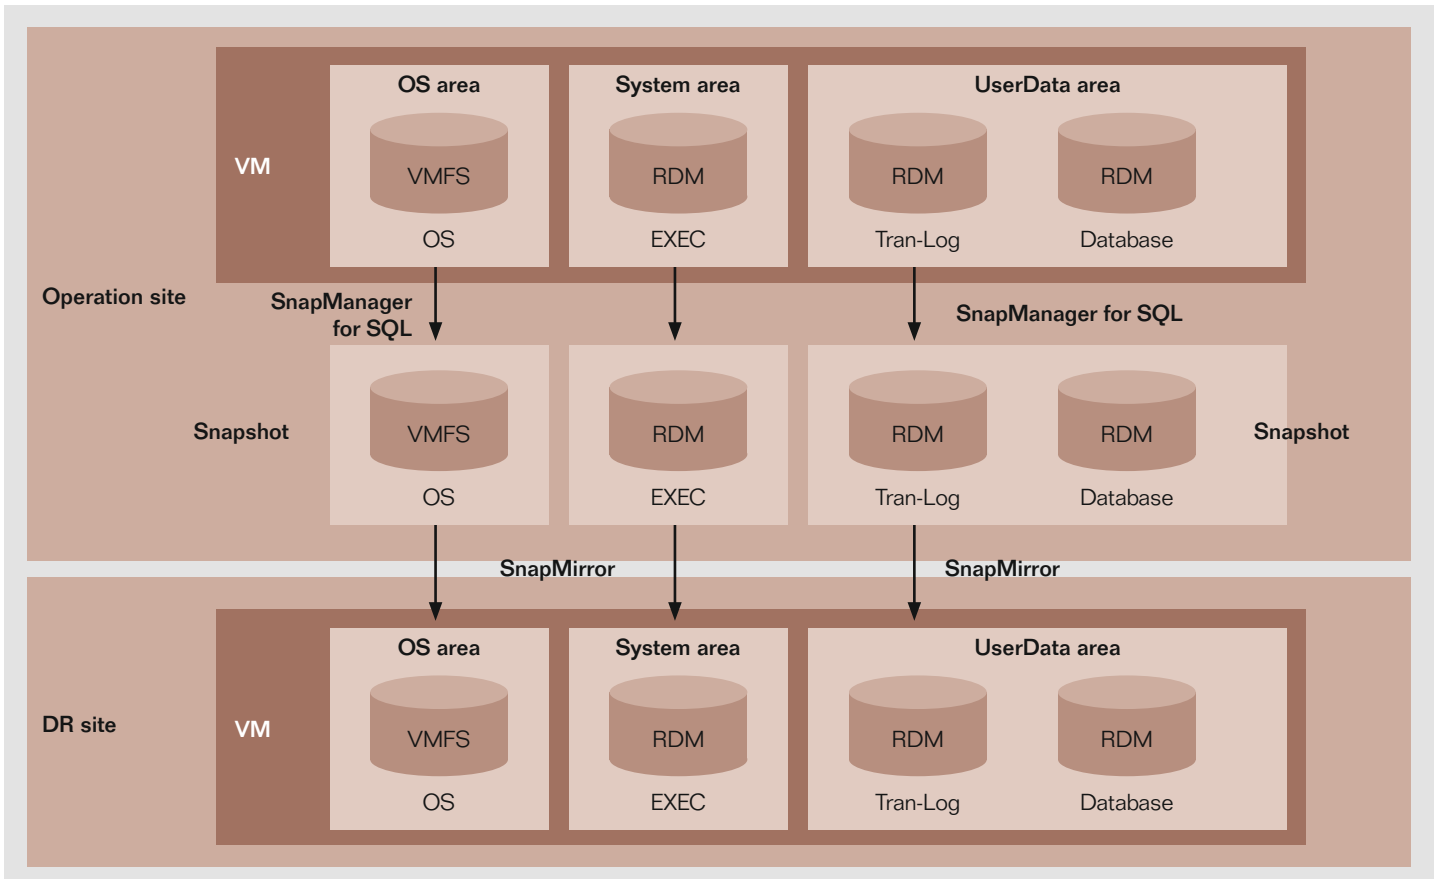 OS area
System area
UserData area
VM
VMFS
RDM
RDM
RDM
OS
EXEC
Tran-Log
Database
Operation site
SnapManager
for SQL
SnapManager for SQL
Snapshot
VMFS
RDM
RDM
RDM
Snapshot
OS
EXEC
Tran-Log
Database
SnapMirror
SnapMirror
OS area
System area
UserData area
DR site
VM
VMFS
RDM
RDM
RDM
OS
EXEC
Tran-Log
Database